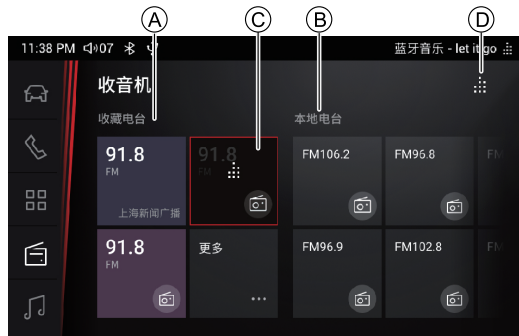 A C B D
11:38 PM 07 蓝牙音乐 - let it go
收音机
收藏电台 本地电台
91.8 91.8 FM106.2 FM96.8 FM
FM FM
上海新闻广播
91.8 更多 FM96.9 FM102.8 FM
FM